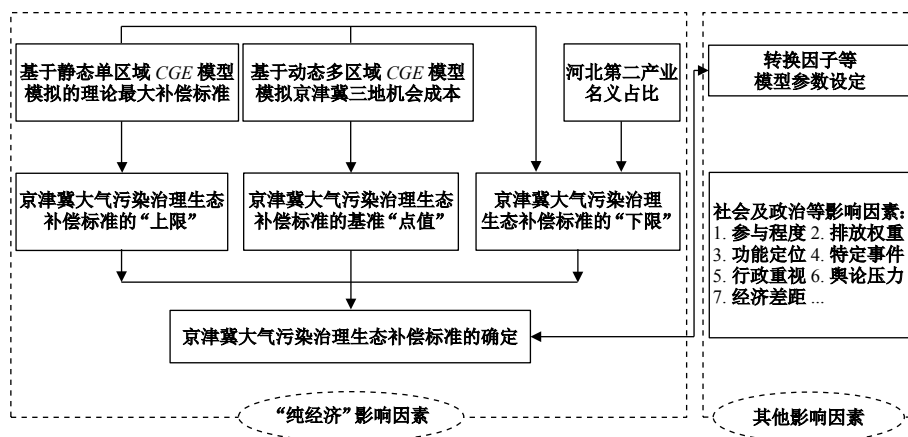 基于静态单区域 CGE 模型
模拟的理论最大补偿标准
基于动态多区域 CGE 模型
模拟京津冀三地机会成本
河北第二产业
名义占比
转换因子等
模型参数设定
京津冀大气污染治理生态
补偿标准的“上限”
京津冀大气污染治理生态
补偿标准的基准“点值”
京津冀大气污染治理
生态补偿标准的“下限”
社会及政治等影响因素：
1. 参与程度 2. 排放权重
3. 功能定位 4. 特定事件
5. 行政重视 6. 舆论压力
7. 经济差距 ...
京津冀大气污染治理生态补偿标准的确定
“纯经济”影响因素
其他影响因素